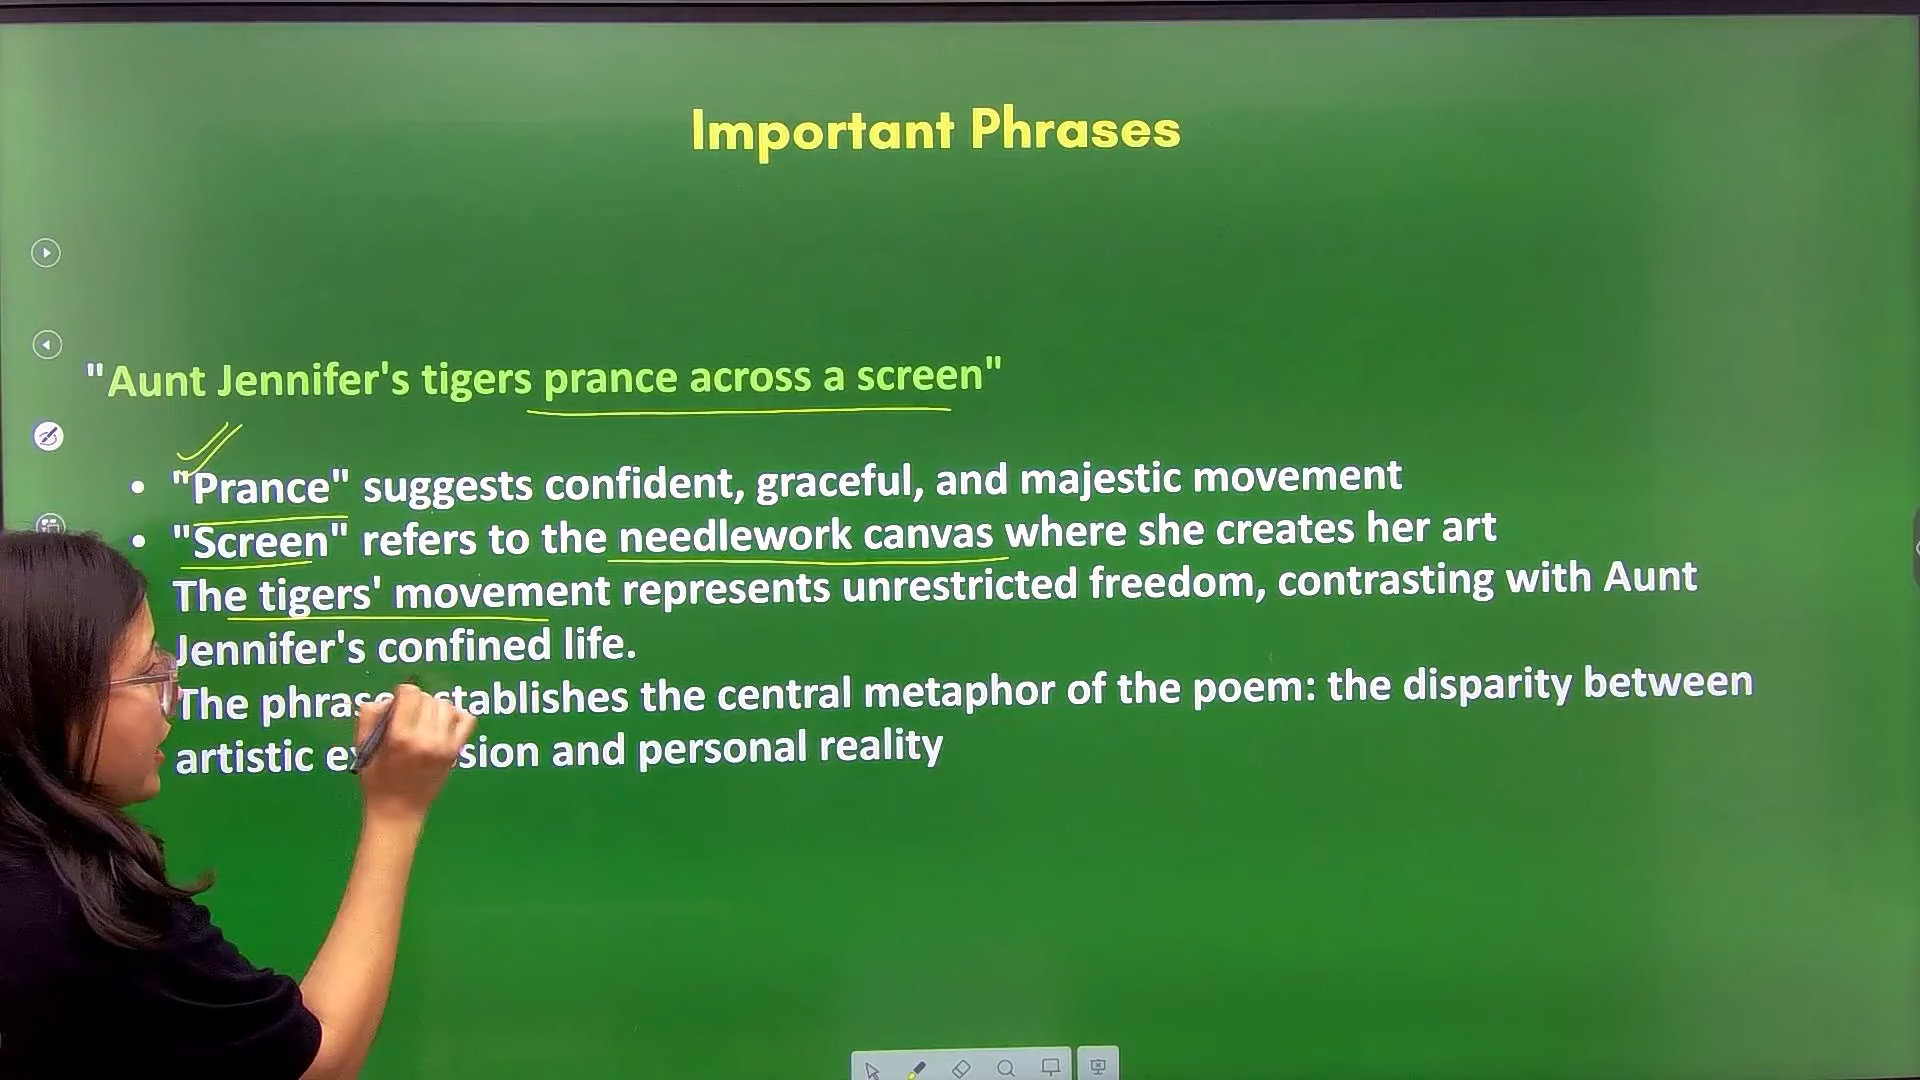 Important Phrases
"Aunt Jennifer's tigers prance across a screen"
• "Prance" suggests confident, graceful, and majestic movement
• "Screen" refers to the needlework canvas where she creates her art
The tigers' movement represents unrestricted freedom, contrasting with Aunt
Jennifer's confined life.
The phrase establishes the central metaphor of the poem: the disparity between
artistic and personal reality